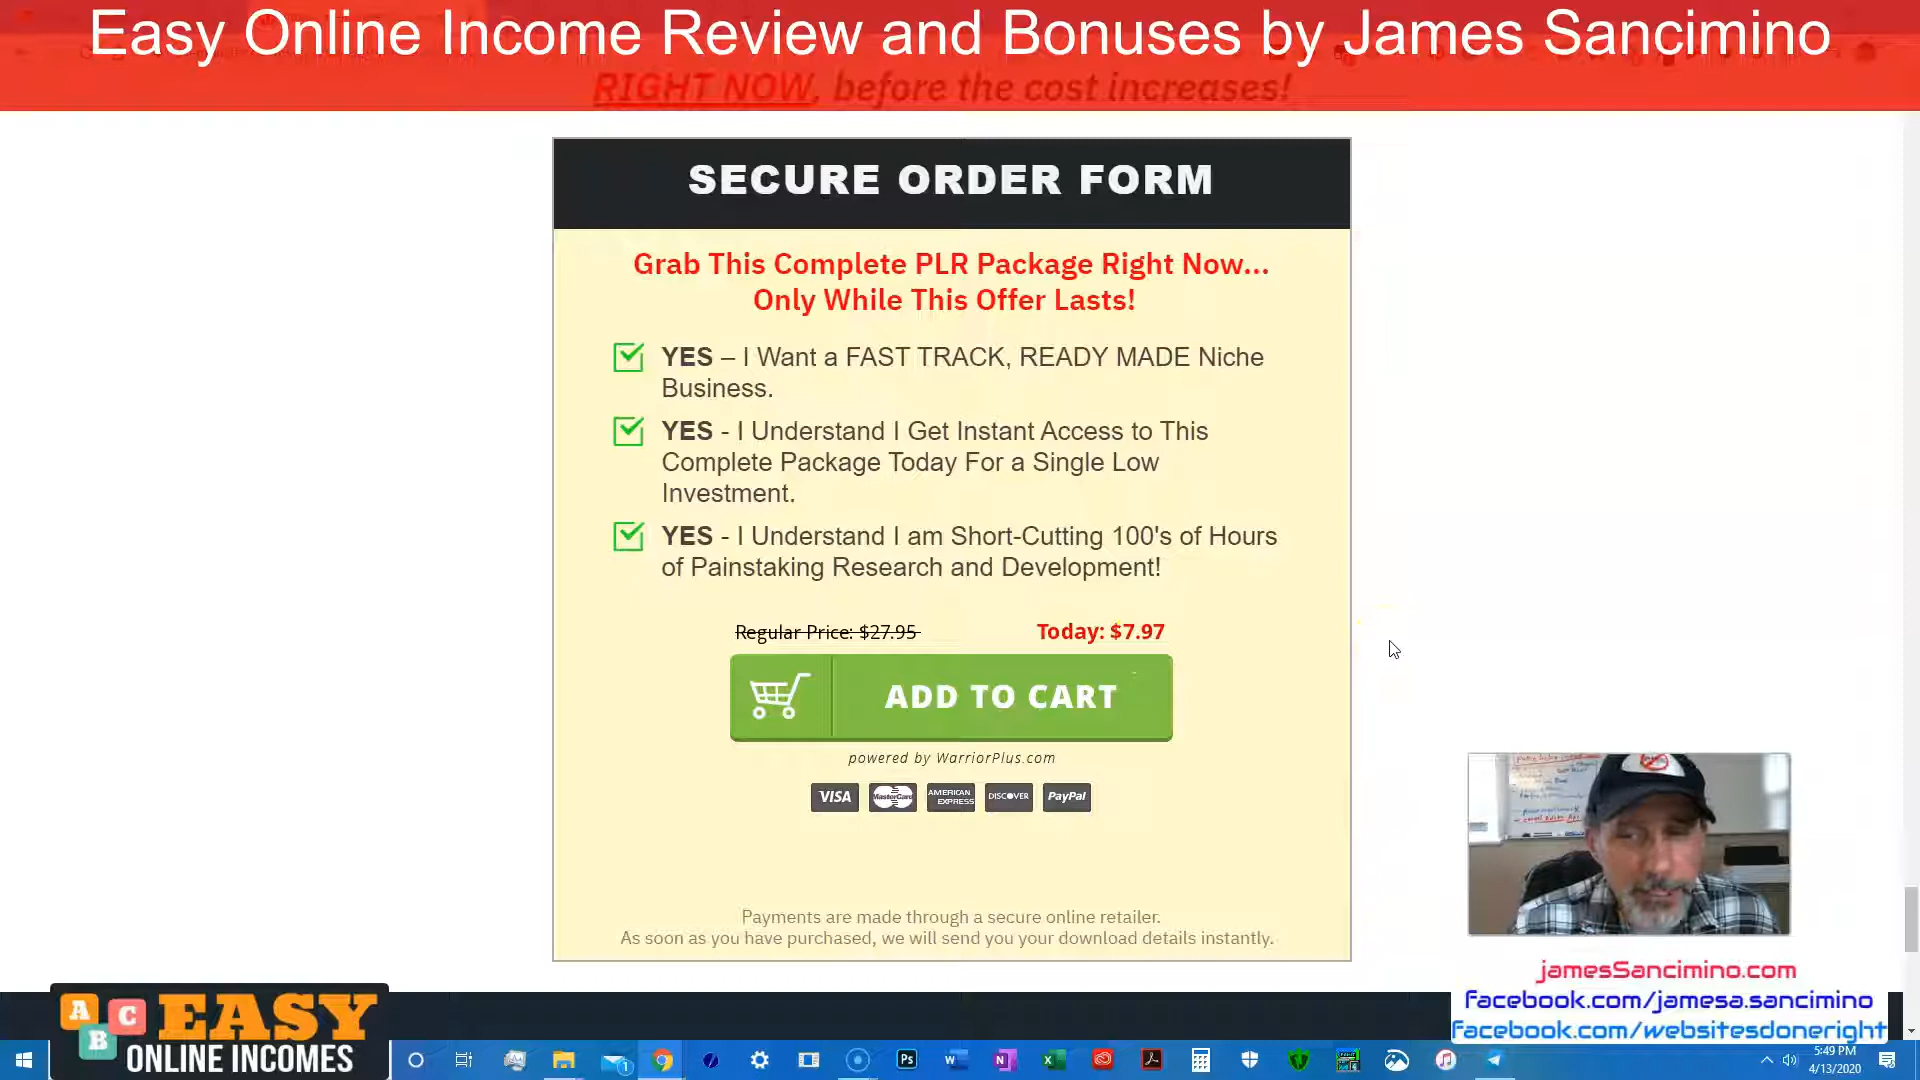 Easy Online Income Review and Bonuses by James Sancimino
RIGHT NOW, before the cost increases!
SECURE ORDER FORM
Grab This Complete PLR Package Right Now...
Only While This Offer Lasts!
YES – I Want a FAST TRACK, READY MADE Niche
Business.
YES - I Understand I Get Instant Access to This
Complete Package Today For a Single Low
Investment.
YES - I Understand I am Short-Cutting 100's of Hours
of Painstaking Research and Development!
Regular Price: $27.95 Today: $7.97
ADD TO CART
powered by WarriorPlus.com
VISA MasterCard AMERICAN EXPRESS DISCOVER PayPal
Payments are made through a secure online retailer.
As soon as you have purchased, we will send you your download details instantly.
jamesSancimino.com
facebook.com/jamesa.sancimino
facebook.com/websitesdoneright
A B C EASY
ONLINE INCOMES
5:49 PM
4/13/2020